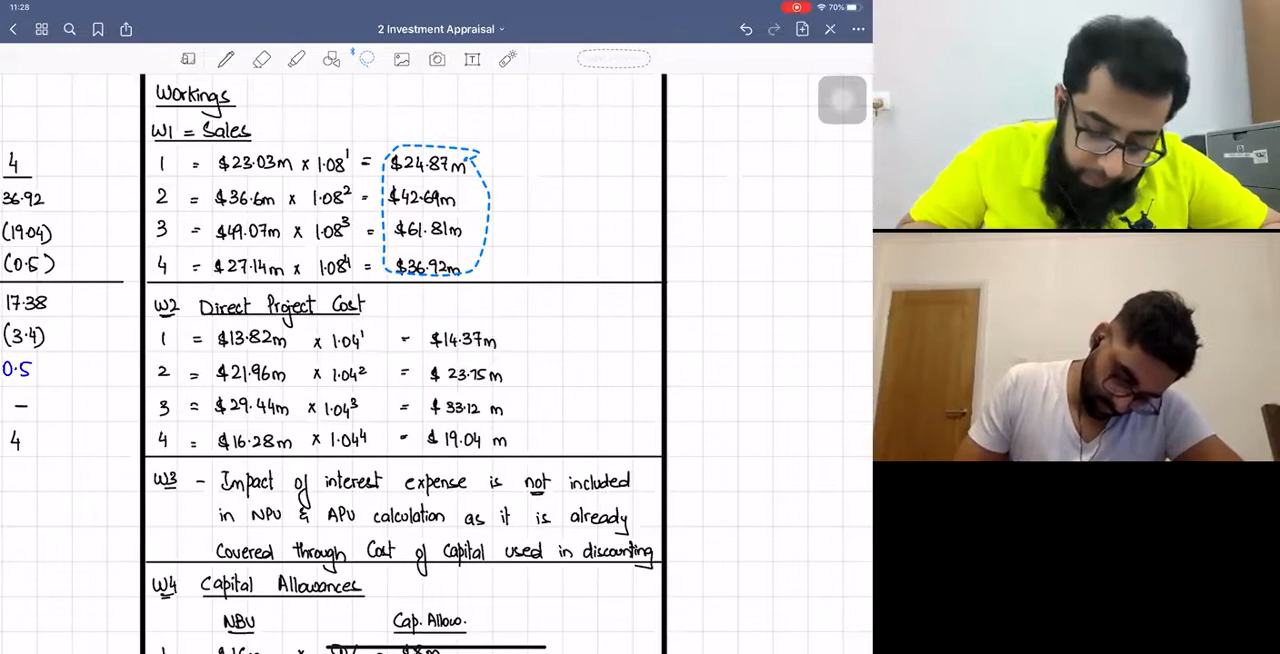 11:28
70%
2 Investment Appraisal
4
36.92
(19.04)
(0.5)
17.38
(3.4)
0.5
-
4
Workings
W1 = Sales
1 = $23.03m × 1.08¹ = $24.87m
2 = $36.6m × 1.08² = $42.69m
3 = $49.07m × 1.08³ = $61.81m
4 = $27.14m × 1.08⁴ = $36.92m
W2 Direct Project Cost
1 = $13.82m × 1.04¹ = $14.37m
2 = $21.96m × 1.04² = $23.75m
3 = $29.44m × 1.04³ = $33.12m
4 = $16.28m × 1.04⁴ = $19.04m
W3 - Impact of interest expense is not included
in NPV & APV calculation as it is already
covered through Cost of Capital used in discounting
W4 Capital Allowances
NBV Cap. Allow.